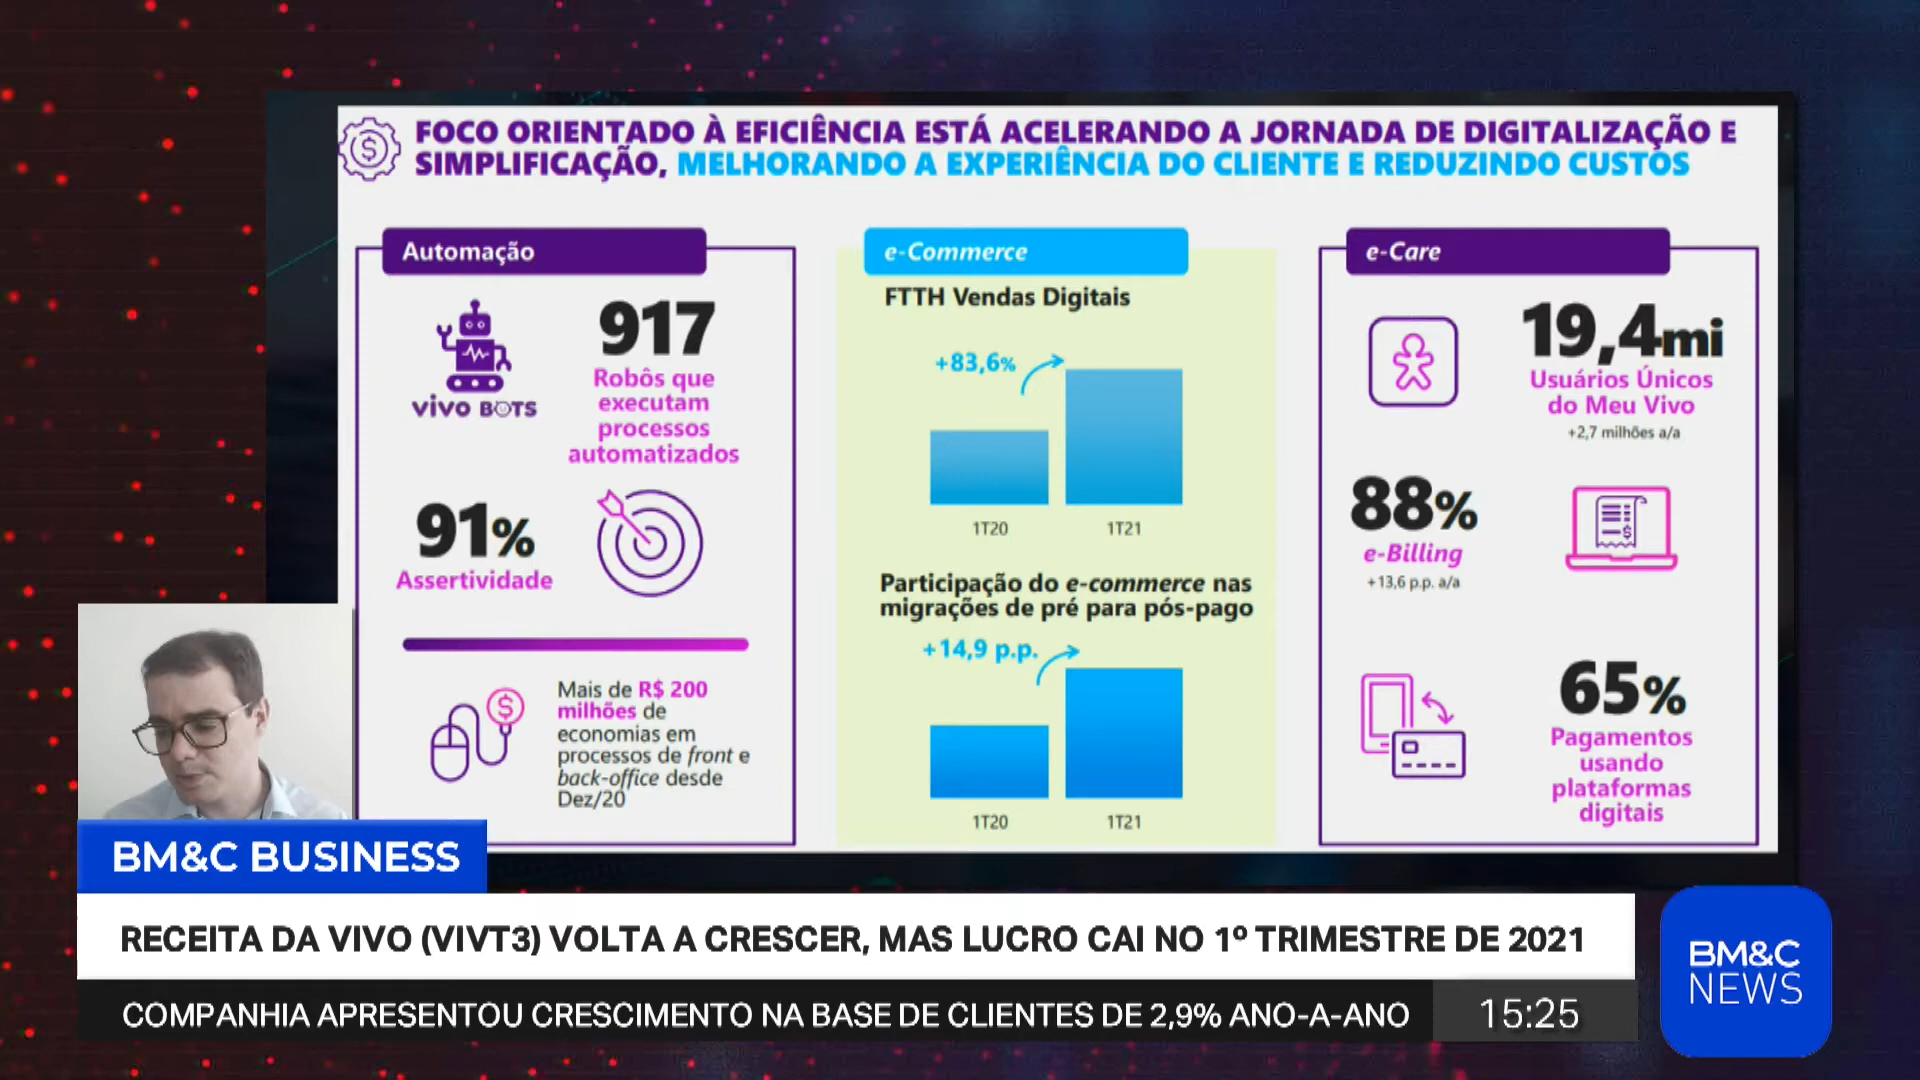 FOCO ORIENTADO À EFICIÊNCIA ESTÁ ACELERANDO A JORNADA DE DIGITALIZAÇÃO E
SIMPLIFICAÇÃO, MELHORANDO A EXPERIÊNCIA DO CLIENTE E REDUZINDO CUSTOS
Automação
vivo BOTS
917
Robôs que
executam
processos
automatizados
91%
Assertividade
Mais de R$ 200
milhões de
economias em
processos de front e
back-office desde
Dez/20
e-Commerce
FTTH Vendas Digitais
+83,6%
1T20
1T21
Participação do e-commerce nas
migrações de pré para pós-pago
+14,9 p.p.
1T20
1T21
e-Care
19,4mi
Usuários Únicos
do Meu Vivo
+2,7 milhões a/a
88%
e-Billing
+13,6 p.p. a/a
65%
Pagamentos
usando
plataformas
digitais
BM&C BUSINESS
RECEITA DA VIVO (VIVT3) VOLTA A CRESCER, MAS LUCRO CAI NO 1º TRIMESTRE DE 2021
COMPANHIA APRESENTOU CRESCIMENTO NA BASE DE CLIENTES DE 2,9% ANO-A-ANO
15:25
BM&C
NEWS